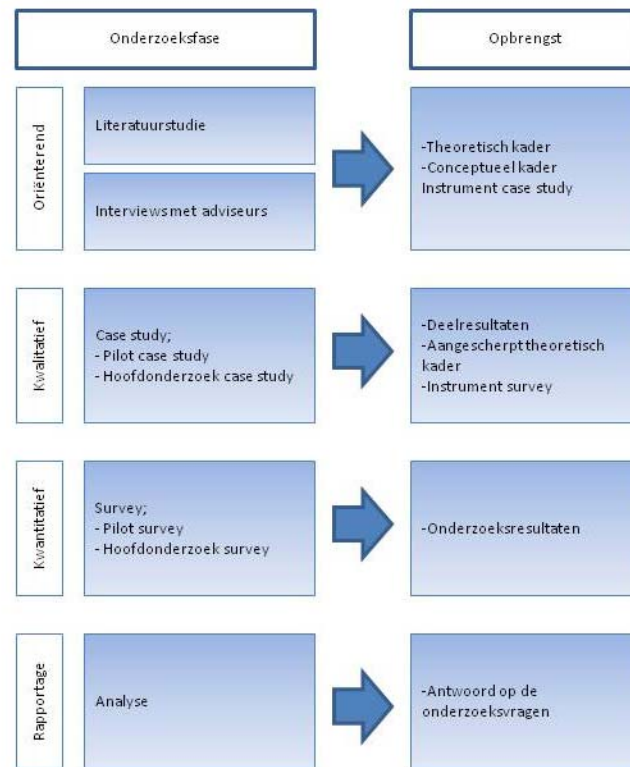 Onderzoeksfase
Opbrengst
Oriënterend
Literatuurstudie
Interviews met adviseurs
-Theoretisch kader
-Conceptueel kader
Instrument case study
Kwalitatief
Case study;
- Pilot case study
- Hoofdonderzoek case study
-Deelresultaten
-Aangescherpt theoretisch
kader
-Instrument survey
Kwantitatief
Survey;
- Pilot survey
- Hoofdonderzoek survey
-Onderzoeksresultaten
Rapportage
Analyse
-Antwoord op de
onderzoeksvragen